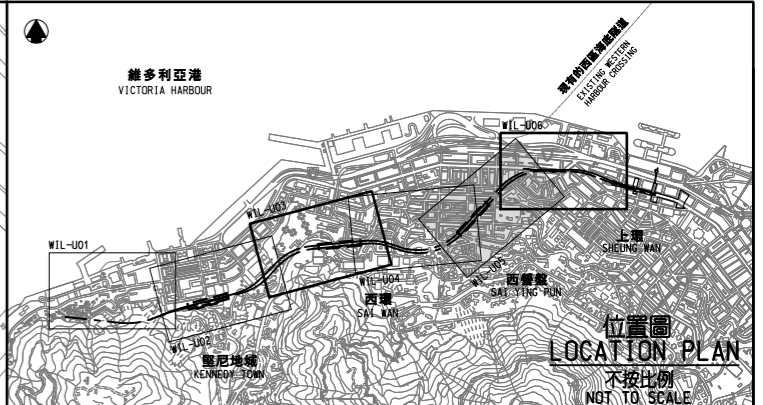 維多利亞港
VICTORIA HARBOUR
現有的西區海底隧道
EXISTING WESTERN
HARBOUR CROSSING
WIL-U06
WIL-U03
WIL-U01
上環
SHEUNG WAN
WIL-U05
WIL-U04
西營盤
SAI YING PUN
西環
SAI WAN
WIL-U02
堅尼地城
KENNEDY TOWN
位置圖
LOCATION PLAN
不按比例
NOT TO SCALE